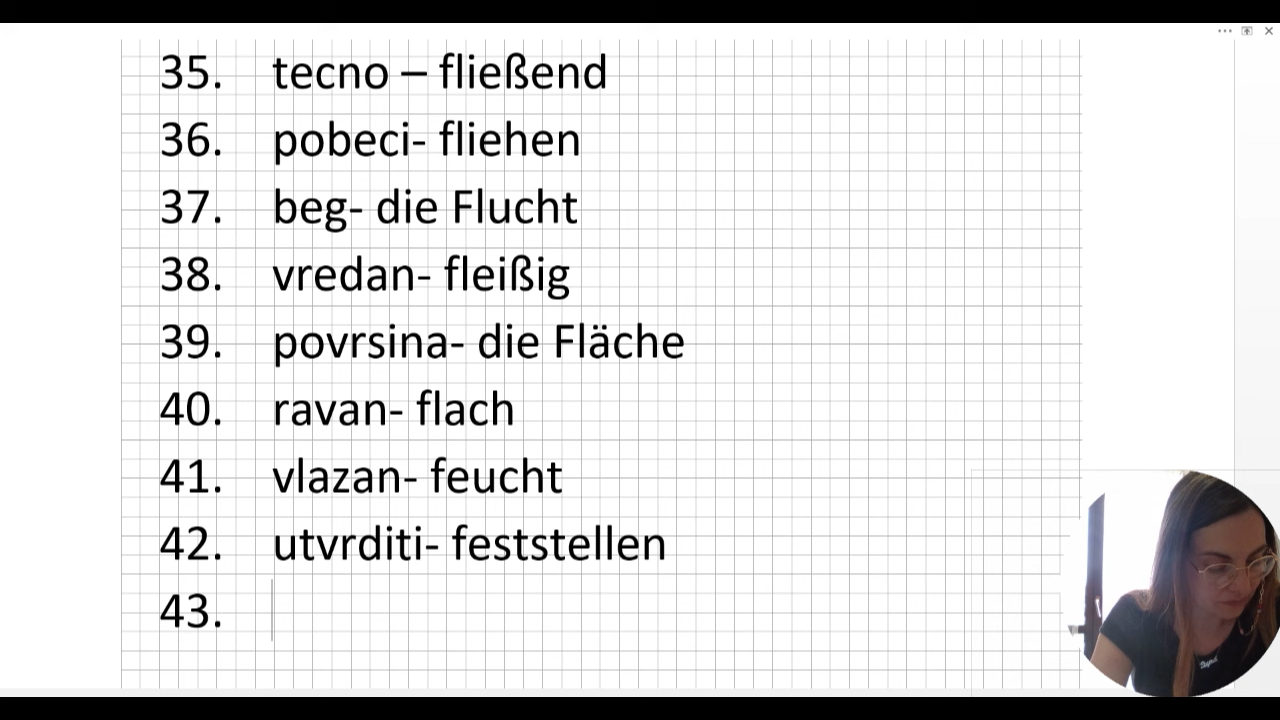 35. tecno – fließend
36. pobeci- fliehen
37. beg- die Flucht
38. vredan- fleißig
39. povrsina- die Fläche
40. ravan- flach
41. vlazan- feucht
42. utvrditi- feststellen
43.